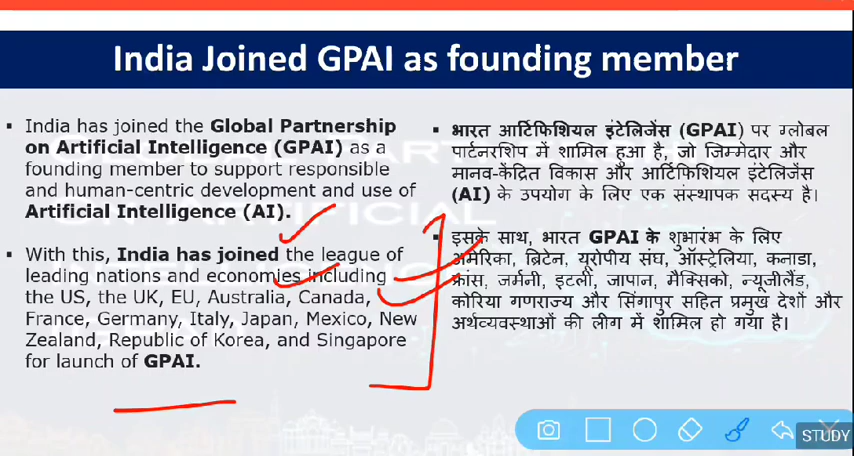 India Joined GPAI as founding member
▪ India has joined the Global Partnership
on Artificial Intelligence (GPAI) as a
founding member to support responsible
and human-centric development and use of
Artificial Intelligence (AI).
▪ With this, India has joined the league of
leading nations and economies including
the US, the UK, EU, Australia, Canada,
France, Germany, Italy, Japan, Mexico, New
Zealand, Republic of Korea, and Singapore
for launch of GPAI.
▪ भारत आर्टिफिशियल इंटेलिजेंस (GPAI) पर ग्लोबल
पार्टनरशिप में शामिल हुआ है, जो जिम्मेदार और
मानव-केंद्रित विकास और आर्टिफिशियल इंटेलिजेंस
(AI) के उपयोग के लिए एक संस्थापक सदस्य है।
▪ इसके साथ, भारत GPAI के शुभारंभ के लिए
अमेरिका, ब्रिटेन, यूरोपीय संघ, ऑस्ट्रेलिया, कनाडा,
फ्रांस, जर्मनी, इटली, जापान, मैक्सिको, न्यूजीलैंड,
कोरिया गणराज्य और सिंगापुर सहित प्रमुख देशों और
अर्थव्यवस्थाओं की लीग में शामिल हो गया है।
STUDY